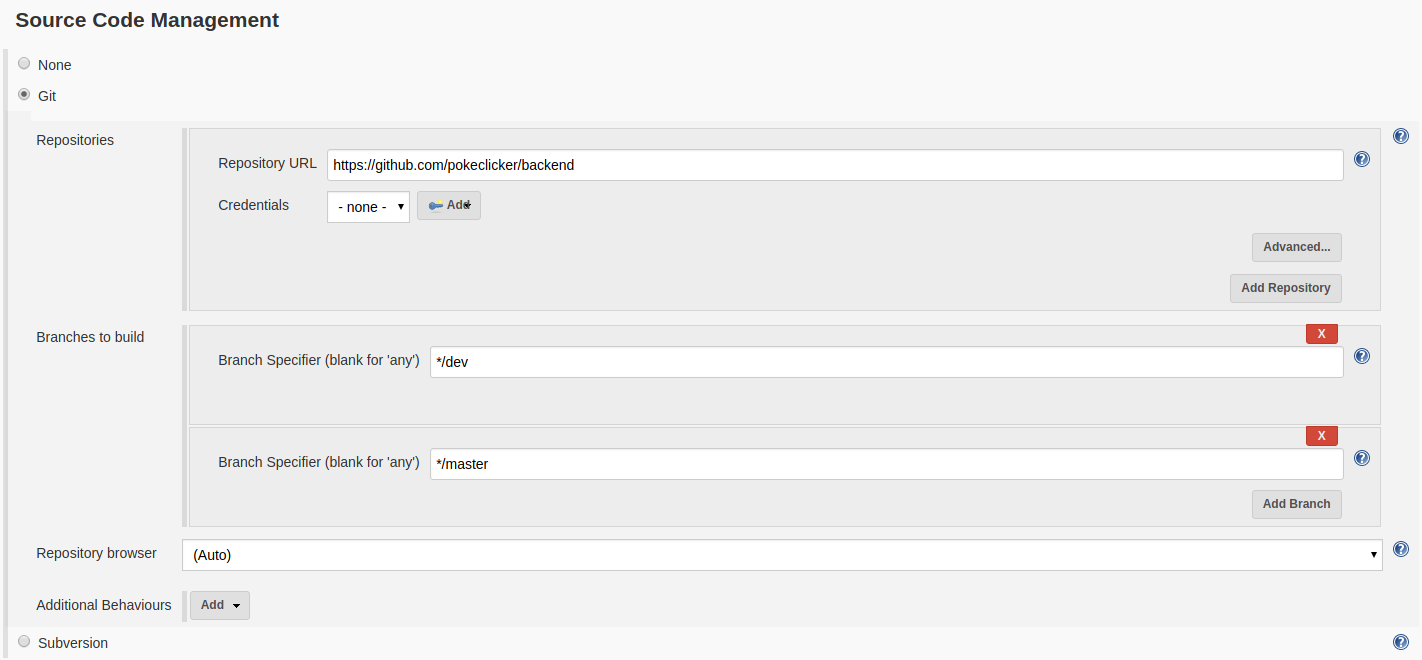 Source Code Management
None
Git
Repositories
Repository URL https://github.com/pokeclicker/backend
Credentials - none - Add
Advanced...
Add Repository
Branches to build
X
Branch Specifier (blank for 'any') */dev
X
Branch Specifier (blank for 'any') */master
Add Branch
Repository browser (Auto)
Additional Behaviours Add
Subversion